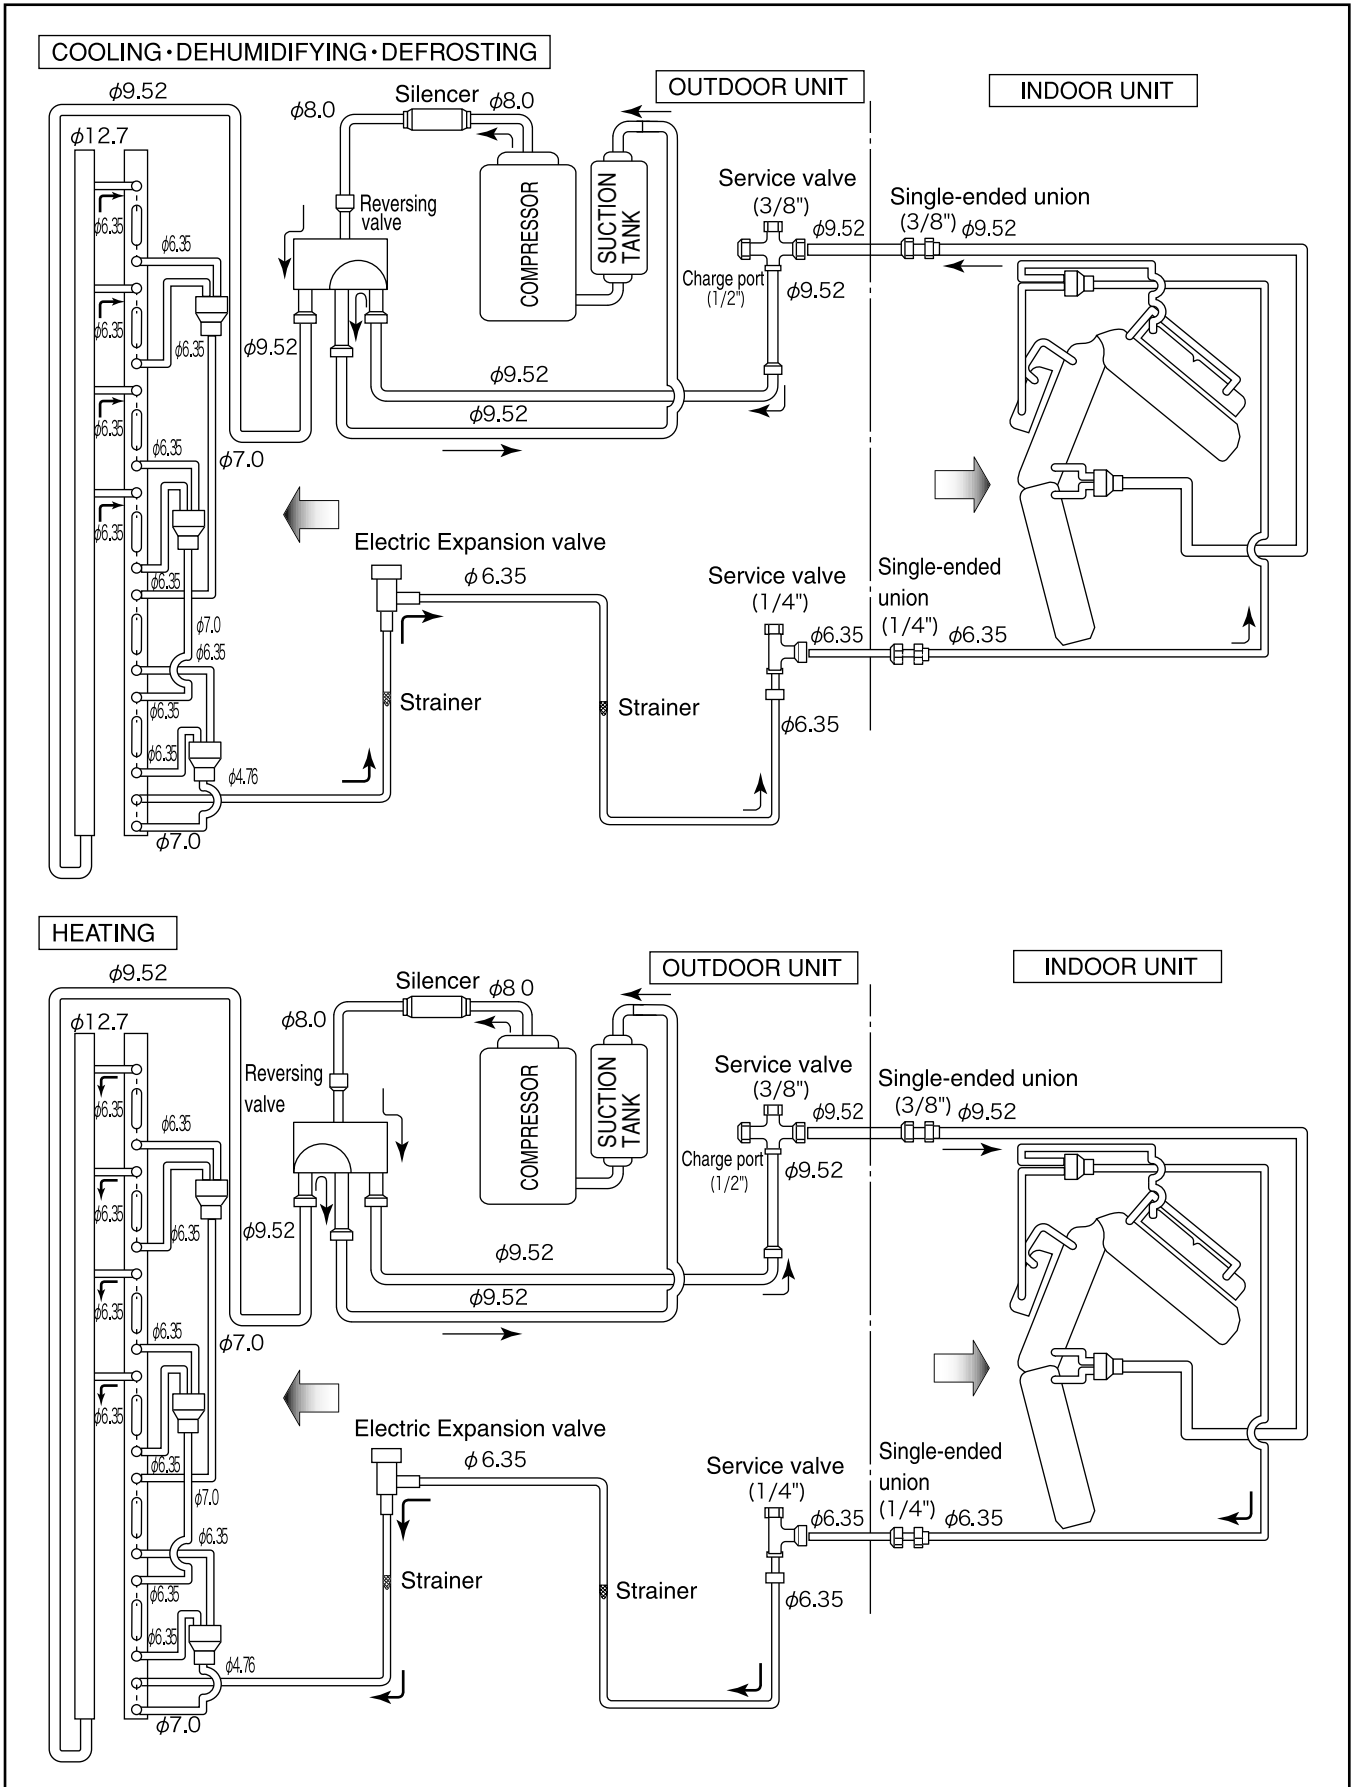 COOLING・DEHUMIDIFYING・DEFROSTING
OUTDOOR UNIT
INDOOR UNIT
φ9.52
φ12.7
φ8.0
Silencer
φ8.0
Reversing
valve
COMPRESSOR
SUCTION
TANK
Service valve
(3/8")
φ9.52
Single-ended union
(3/8")
φ9.52
Charge port
(1/2")
φ9.52
φ6.35
φ6.35
φ6.35
φ6.35
φ9.52
φ9.52
φ9.52
φ6.35
φ6.35
φ7.0
φ6.35
φ6.35
φ7.0
φ6.35
φ6.35
φ6.35
φ4.76
φ7.0
Electric Expansion valve
φ6.35
Strainer
Strainer
Service valve
(1/4")
φ6.35
Single-ended
union
(1/4")
φ6.35
φ6.35
HEATING
OUTDOOR UNIT
INDOOR UNIT
φ9.52
φ12.7
φ8.0
Silencer
φ8 0
Reversing
valve
COMPRESSOR
SUCTION
TANK
Service valve
(3/8")
φ9.52
Single-ended union
(3/8")
φ9.52
Charge port
(1/2")
φ9.52
φ6.35
φ6.35
φ6.35
φ6.35
φ9.52
φ9.52
φ9.52
φ6.35
φ6.35
φ7.0
φ6.35
φ6.35
φ7.0
φ6.35
φ6.35
φ6.35
φ4.76
φ7.0
Electric Expansion valve
φ6.35
Strainer
Strainer
Service valve
(1/4")
φ6.35
Single-ended
union
(1/4")
φ6.35
φ6.35